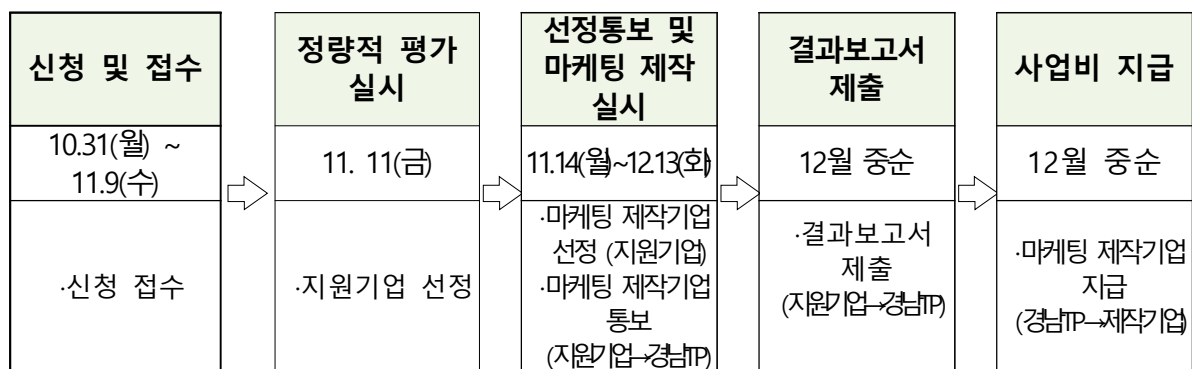 신청 및 접수
10.31(월) ~
11.9(수)
·신청 접수
정량적 평가
실시
11. 11(금)
·지원기업 선정
선정통보 및
마케팅 제작
실시
11.14(월)~12.13(화)
·마케팅 제작기업
선정 (지원기업)
·마케팅 제작기업
통보
(지원기업→경남TP)
결과보고서
제출
12월 중순
·결과보고서
제출
(지원기업→경남TP)
사업비 지급
12월 중순
·마케팅 제작기업
지급
(경남TP→제작기업)